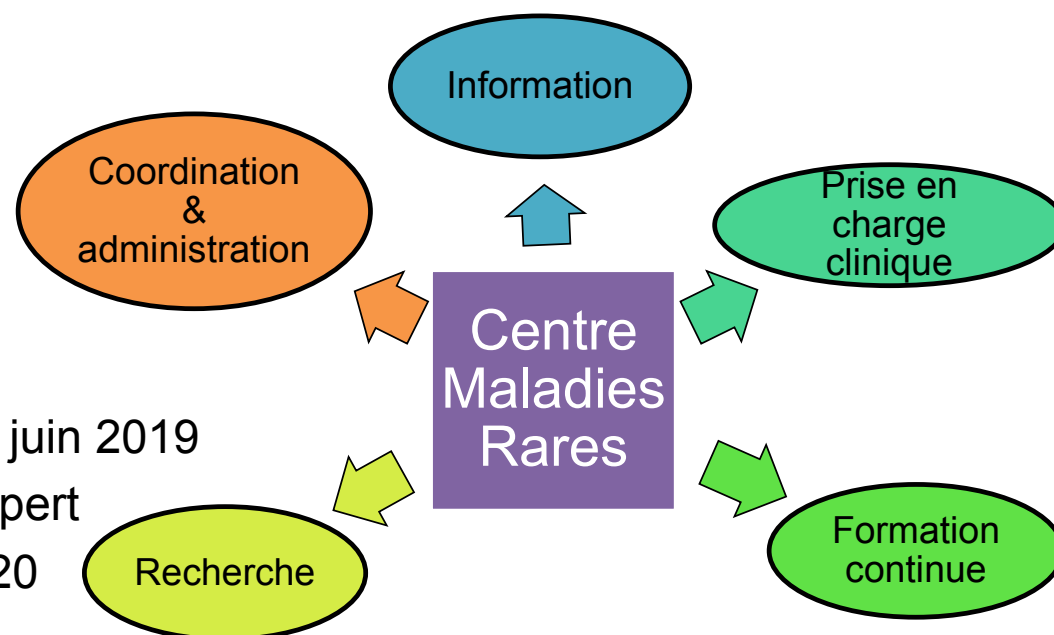 Information
Coordination
&
administration
Prise en
charge
clinique
Centre
Maladies
Rares
juin 2019
pert
20
Recherche
Formation
continue